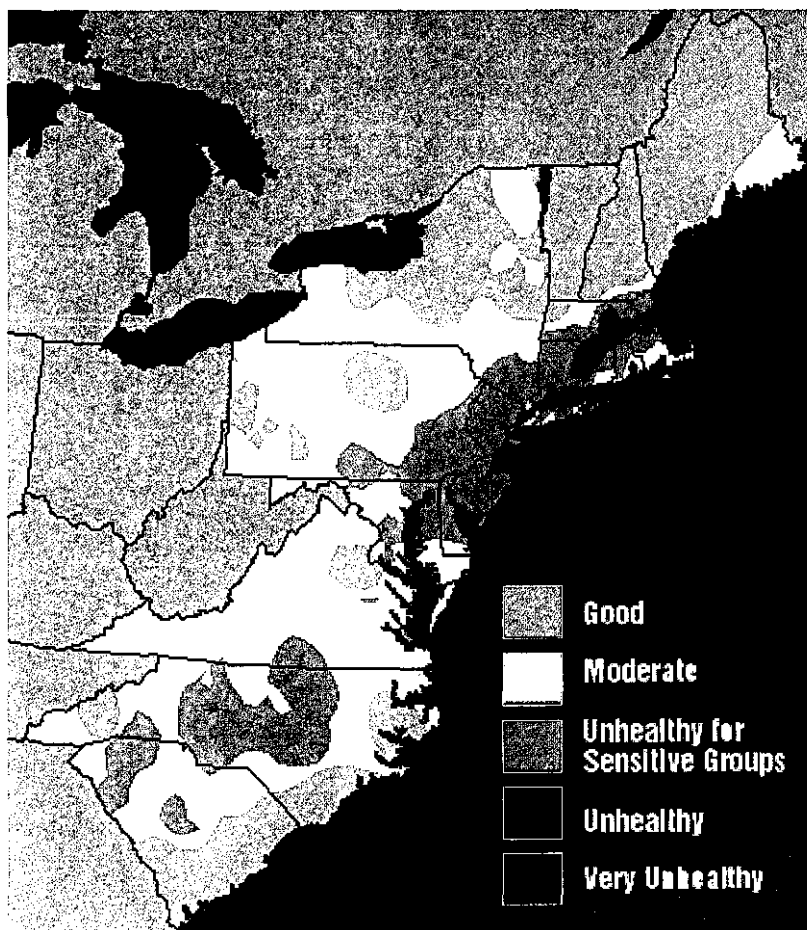 Good
Moderate
Unhealthy for
Sensitive Groups
Unhealthy
Very Unhealthy